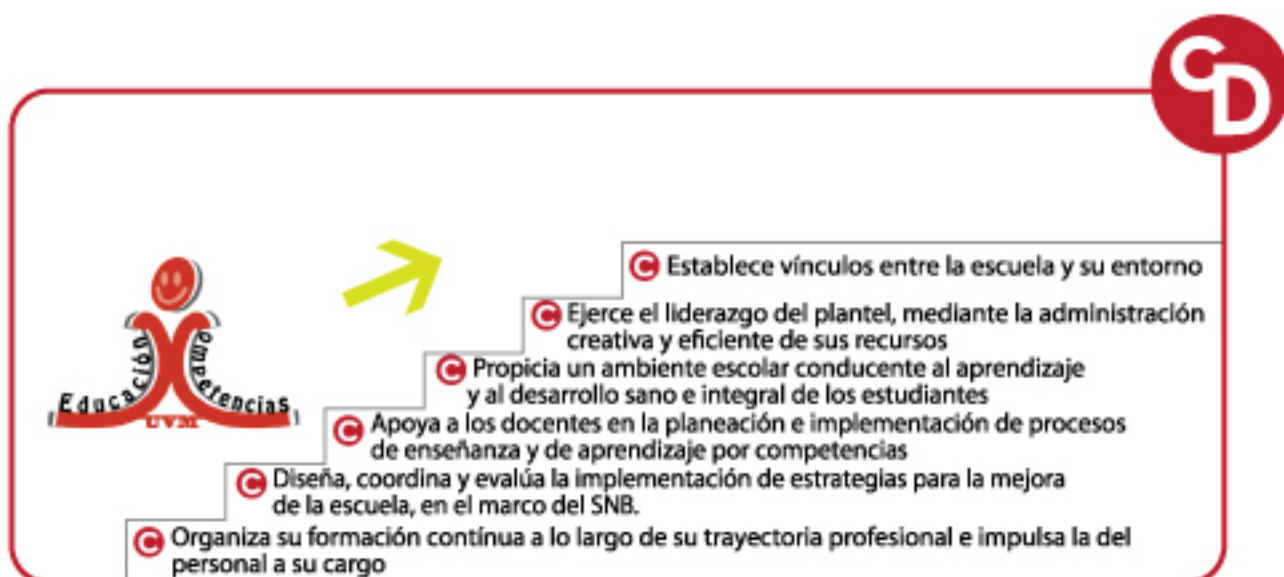 CD
C Establece vínculos entre la escuela y su entorno
C Ejerce el liderazgo del plantel, mediante la administración
creativa y eficiente de sus recursos
C Propicia un ambiente escolar conducente al aprendizaje
y al desarrollo sano e integral de los estudiantes
Educación
ompetencias
UVM
C Apoya a los docentes en la planeación e implementación de procesos
de enseñanza y de aprendizaje por competencias
C Diseña, coordina y evalúa la implementación de estrategias para la mejora
de la escuela, en el marco del SNB.
C Organiza su formación contínua a lo largo de su trayectoria profesional e impulsa la del
personal a su cargo